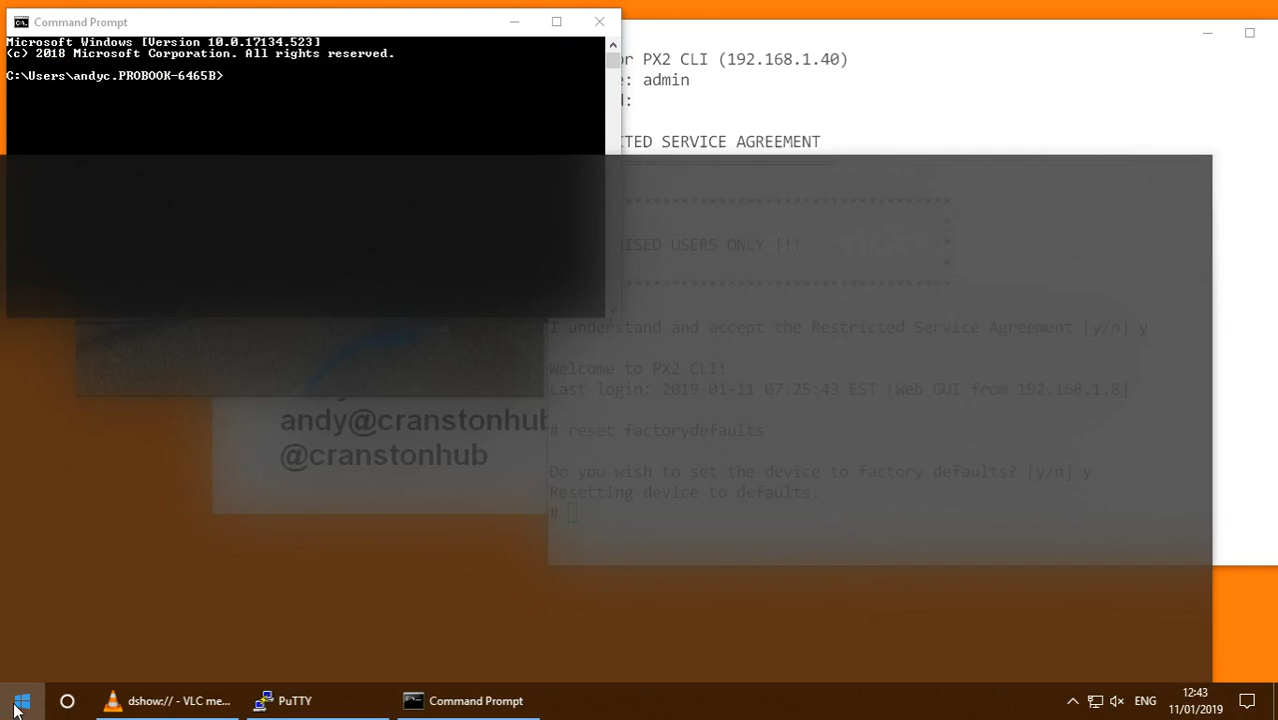 Command Prompt
Microsoft Windows [Version 10.0.17134.523]
(c) 2018 Microsoft Corporation. All rights reserved.
C:\Users\andyc.PROBOOK-6465B>
or PX2 CLI (192.168.1.40)
e: admin
d:
TED SERVICE AGREEMENT
*******************************
*
ISED USERS ONLY !!!
*
*******************************
I understand and accept the Restricted Service Agreement [y/n] y
Welcome to PX2 CLI!
Last login: 2019-01-11 07:25:43 EST [Web GUI from 192.168.1.8]
# reset factorydefaults
Do you wish to set the device to factory defaults? [y/n] y
Resetting device to defaults.
#
andy@cranstonhub
@cranstonhub
dshow:// - VLC me...
PuTTY
Command Prompt
ENG
12:43
11/01/2019